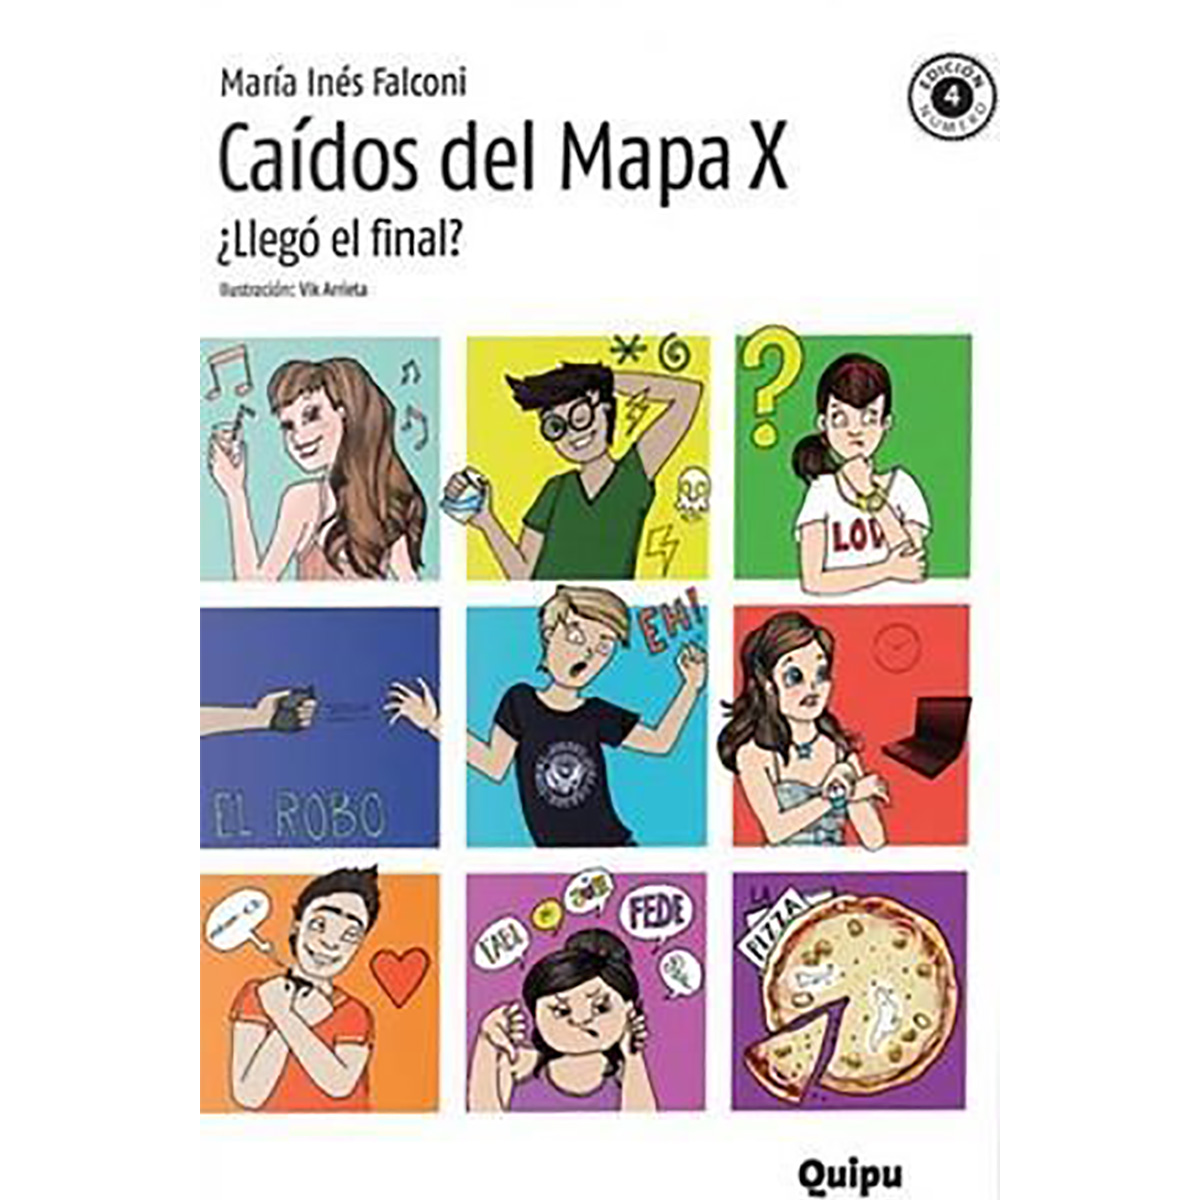 María Inés Falconi
EDICIÓN
4
NÚMERO
Caídos del Mapa X
¿Llegó el final?
Ilustración: Vik Arrieta
EH!
EL ROBO
FEDE
LA
PIZZA
Quipu